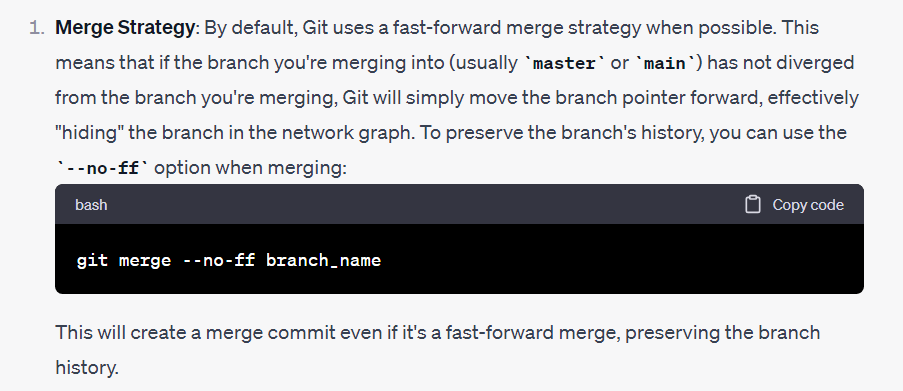 1. Merge Strategy: By default, Git uses a fast-forward merge strategy when possible. This
means that if the branch you're merging into (usually `master` or `main`) has not diverged
from the branch you're merging, Git will simply move the branch pointer forward, effectively
"hiding" the branch in the network graph. To preserve the branch's history, you can use the
`--no-ff` option when merging:
bash
Copy code
git merge --no-ff branch_name
This will create a merge commit even if it's a fast-forward merge, preserving the branch
history.